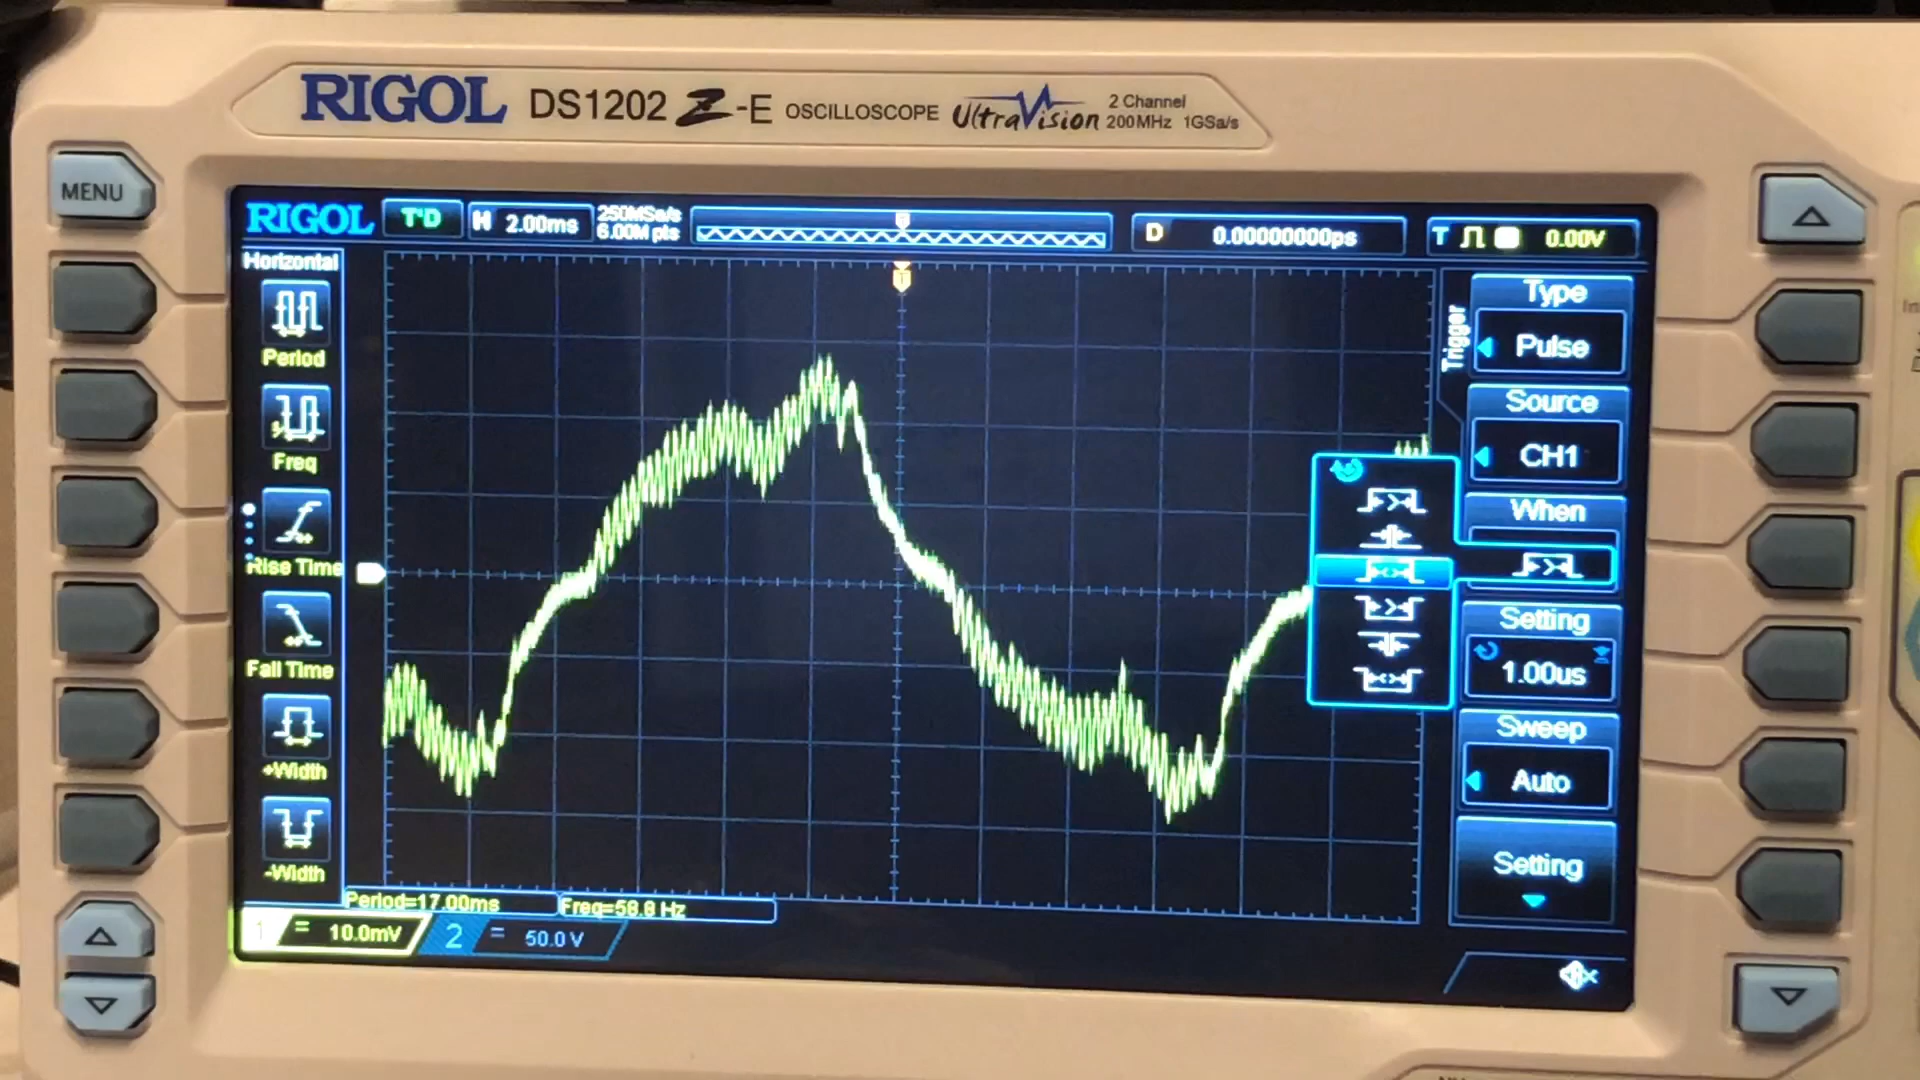 RIGOL DS1202 Z-E OSCILLOSCOPE UltraVision 2 Channel
200MHz 1GSa/s
MENU
RIGOL T'D H 2.00ms 250MSa/s
6.00M pts
D 0.00000000ps T 0.00V
Horizontal
Period
Freq
Rise Time
Fall Time
+Width
-Width
T
Trigger
Type
Pulse
Source
CH1
When
Setting
1.00us
Sweep
Auto
Setting
Period=17.00ms Freq=58.8 Hz
1 = 10.0mV 2 = 50.0 V